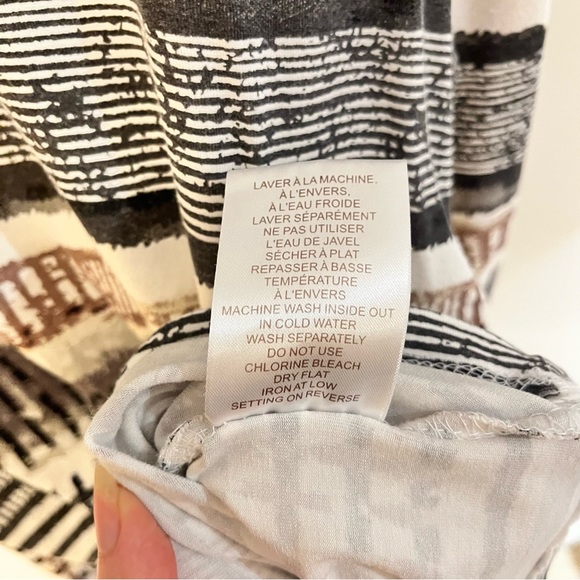 LAVER À LA MACHINE,
À L'ENVERS,
À L'EAU FROIDE
LAVER SÉPARÉMENT
NE PAS UTILISER
L'EAU DE JAVEL
SÉCHER À PLAT
REPASSER À BASSE
TEMPÉRATURE
À L'ENVERS
MACHINE WASH INSIDE OUT
IN COLD WATER
WASH SEPARATELY
DO NOT USE
CHLORINE BLEACH
DRY FLAT
IRON AT LOW
SETTING ON REVERSE